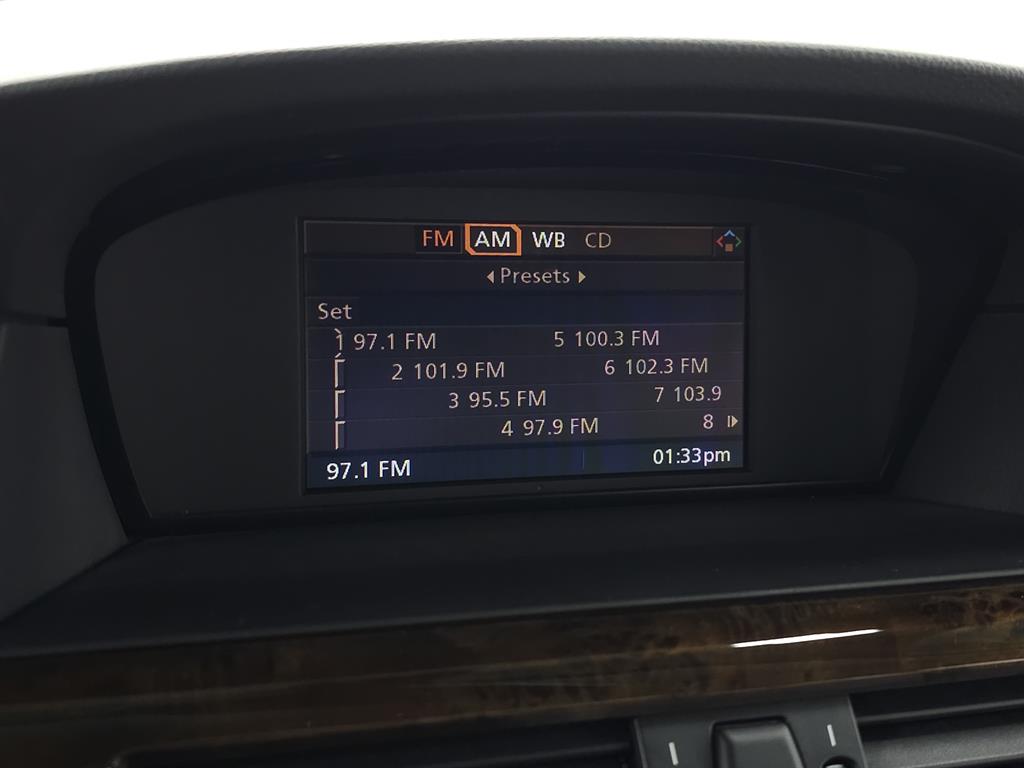 FM AM WB CD
Presets
Set
1 97.1 FM 5 100.3 FM
2 101.9 FM 6 102.3 FM
3 95.5 FM 7 103.9
4 97.9 FM 8
97.1 FM 01:33pm